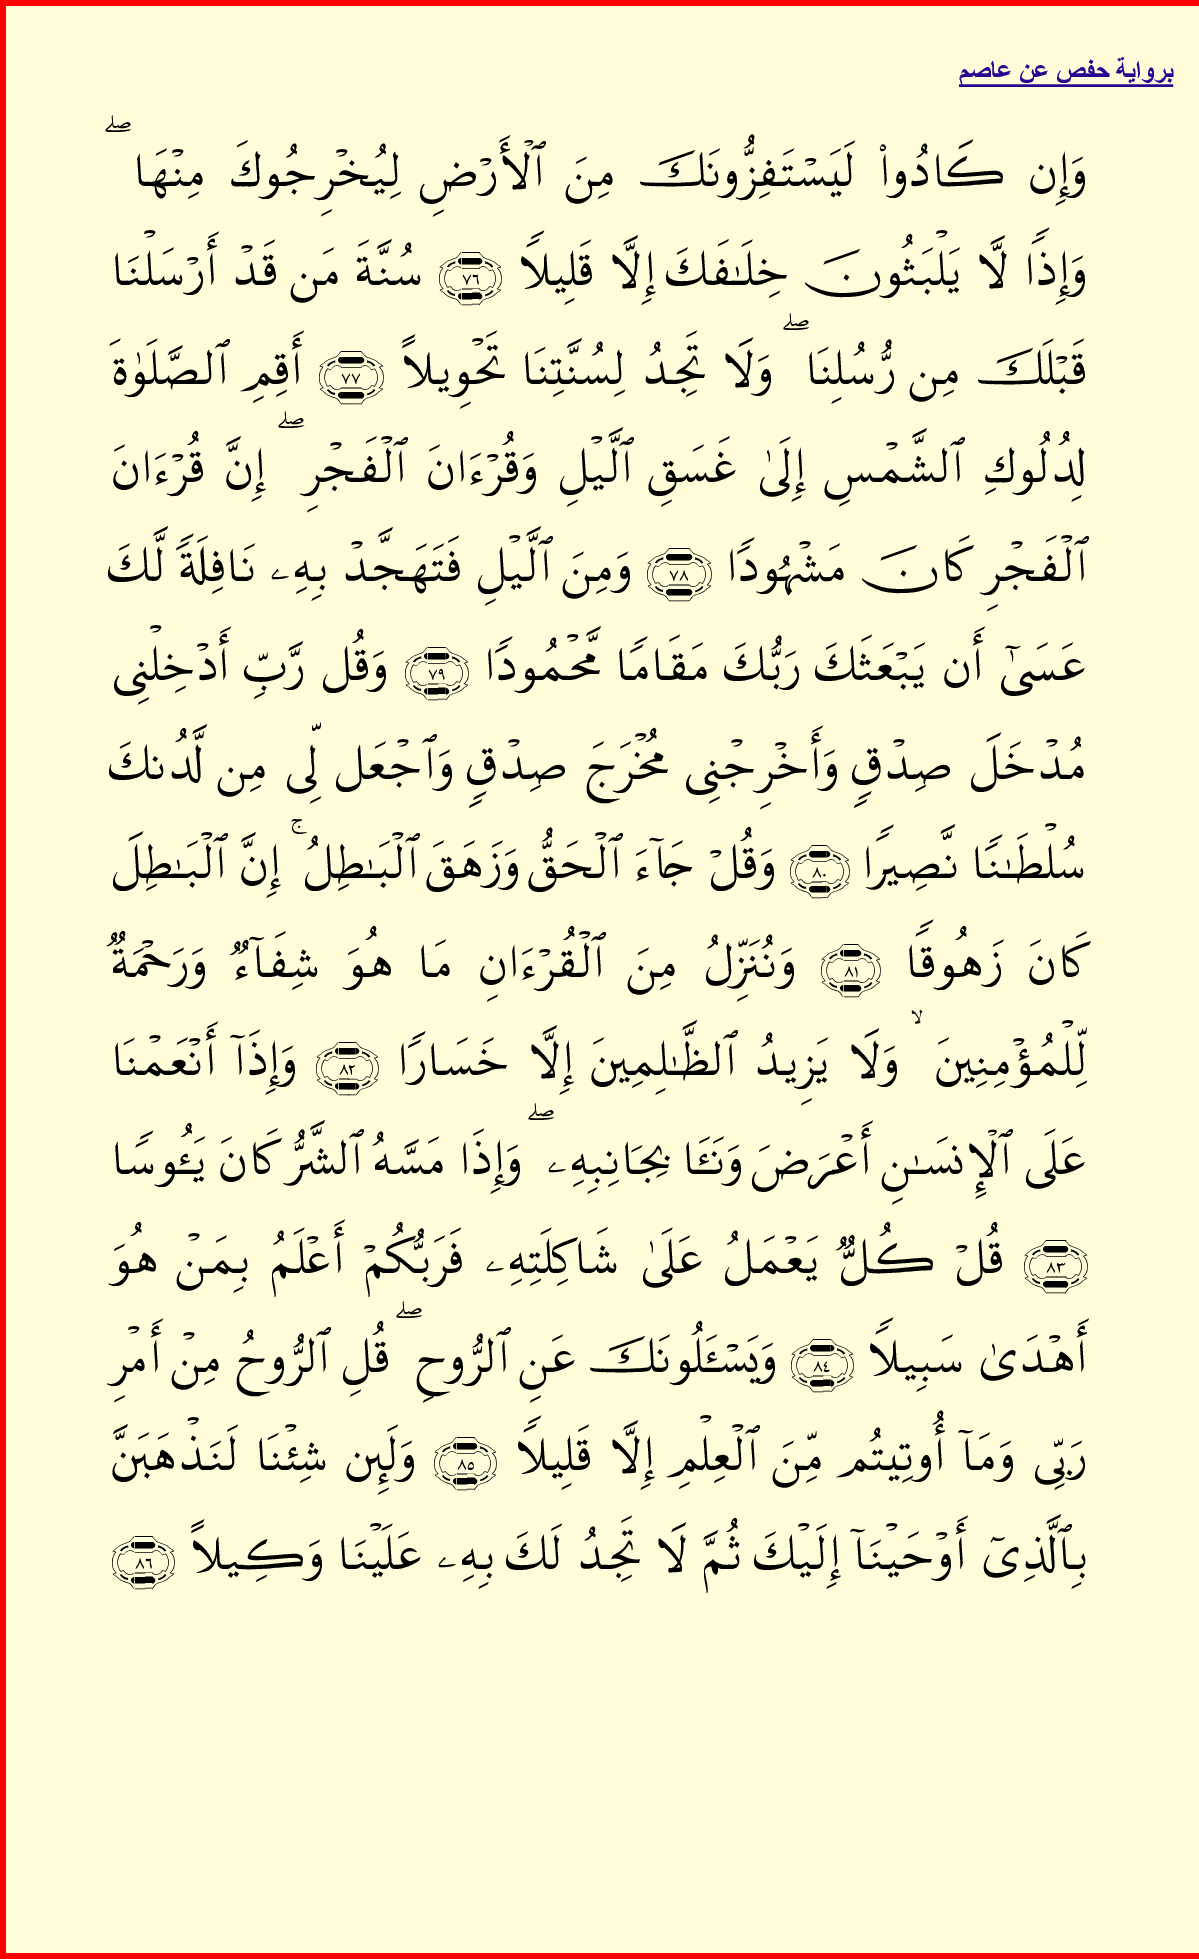 برواية حفص عن عاصم
وَإِن كَادُوا۟ لَيَسْتَفِزُّونَكَ مِنَ ٱلْأَرْضِ لِيُخْرِجُوكَ مِنْهَا ۖ
وَإِذًا لَّا يَلْبَثُونَ خِلَـٰفَكَ إِلَّا قَلِيلًا ٧٦ سُنَّةَ مَن قَدْ أَرْسَلْنَا
قَبْلَكَ مِن رُّسُلِنَا ۖ وَلَا تَجِدُ لِسُنَّتِنَا تَحْوِيلًا ٧٧ أَقِمِ ٱلصَّلَوٰةَ
لِدُلُوكِ ٱلشَّمْسِ إِلَىٰ غَسَقِ ٱلَّيْلِ وَقُرْءَانَ ٱلْفَجْرِ ۖ إِنَّ قُرْءَانَ
ٱلْفَجْرِ كَانَ مَشْهُودًا ٧٨ وَمِنَ ٱلَّيْلِ فَتَهَجَّدْ بِهِۦ نَافِلَةً لَّكَ
عَسَىٰٓ أَن يَبْعَثَكَ رَبُّكَ مَقَامًا مَّحْمُودًا ٧٩ وَقُل رَّبِّ أَدْخِلْنِى
مُدْخَلَ صِدْقٍ وَأَخْرِجْنِى مُخْرَجَ صِدْقٍ وَٱجْعَل لِّى مِن لَّدُنكَ
سُلْطَـٰنًا نَّصِيرًا ٨٠ وَقُلْ جَآءَ ٱلْحَقُّ وَزَهَقَ ٱلْبَـٰطِلُ ۚ إِنَّ ٱلْبَـٰطِلَ
كَانَ زَهُوقًا ٨١ وَنُنَزِّلُ مِنَ ٱلْقُرْءَانِ مَا هُوَ شِفَآءٌ وَرَحْمَةٌ
لِّلْمُؤْمِنِينَ ۙ وَلَا يَزِيدُ ٱلظَّـٰلِمِينَ إِلَّا خَسَارًا ٨٢ وَإِذَآ أَنْعَمْنَا
عَلَى ٱلْإِنسَـٰنِ أَعْرَضَ وَنَـَٔا بِجَانِبِهِۦ ۖ وَإِذَا مَسَّهُ ٱلشَّرُّ كَانَ يَـُٔوسًا
٨٣ قُلْ كُلٌّ يَعْمَلُ عَلَىٰ شَاكِلَتِهِۦ فَرَبُّكُمْ أَعْلَمُ بِمَنْ هُوَ
أَهْدَىٰ سَبِيلًا ٨٤ وَيَسْـَٔلُونَكَ عَنِ ٱلرُّوحِ ۖ قُلِ ٱلرُّوحُ مِنْ أَمْرِ
رَبِّى وَمَآ أُوتِيتُم مِّنَ ٱلْعِلْمِ إِلَّا قَلِيلًا ٨٥ وَلَئِن شِئْنَا لَنَذْهَبَنَّ
بِٱلَّذِىٓ أَوْحَيْنَآ إِلَيْكَ ثُمَّ لَا تَجِدُ لَكَ بِهِۦ عَلَيْنَا وَكِيلًا ٨٦